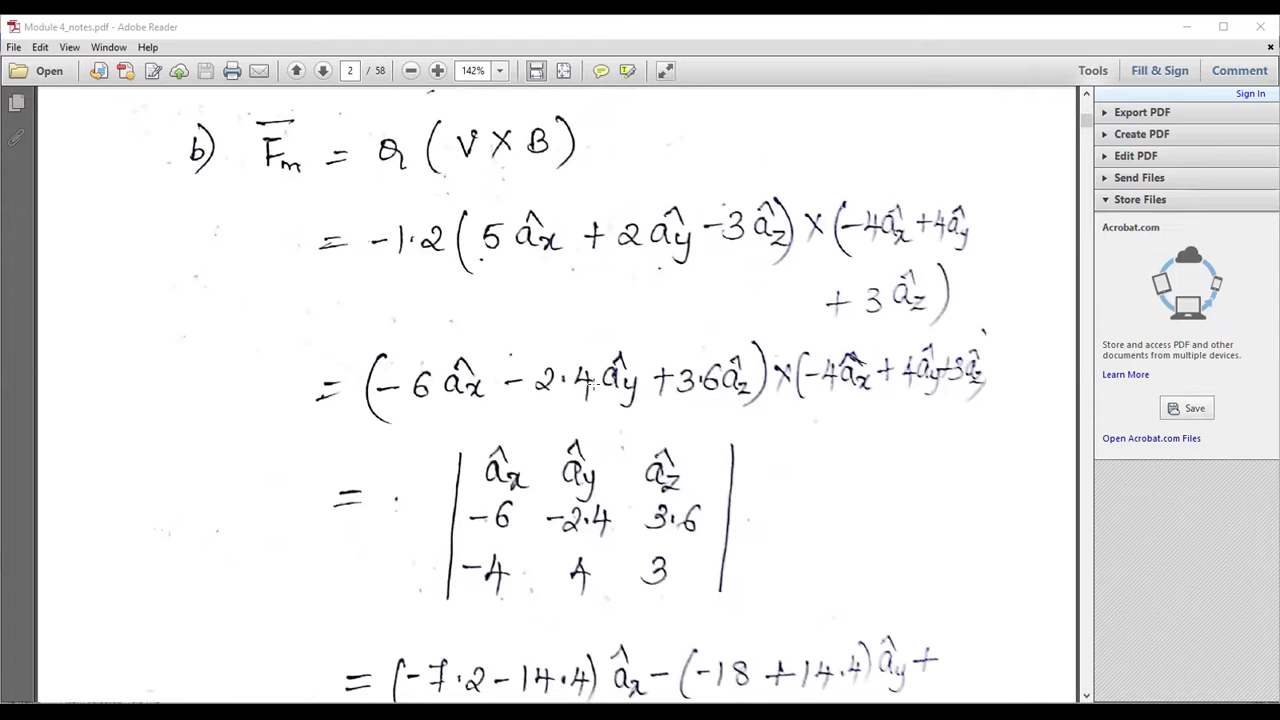 Module 4_notes.pdf - Adobe Reader
File Edit View Window Help
Open 2 / 58 142% Tools Fill & Sign Comment
Sign In
Export PDF
Create PDF
Edit PDF
Send Files
Store Files
Acrobat.com
Store and access PDF and other
documents from multiple devices.
Learn More
Save
Open Acrobat.com Files
b) F̅m = Q (V × B)
= -1·2 (5 âx + 2 ây - 3 âz) × (-4 âx + 4 ây
+ 3 âz)
= (-6 âx - 2·4 ây + 3·6 âz) × (-4 âx + 4 ây + 3 âz
= | âx ây âz |
-6 -2·4 3·6
-4 4 3
= (-7·2 - 14·4) âx - (-18 + 14·4) ây +